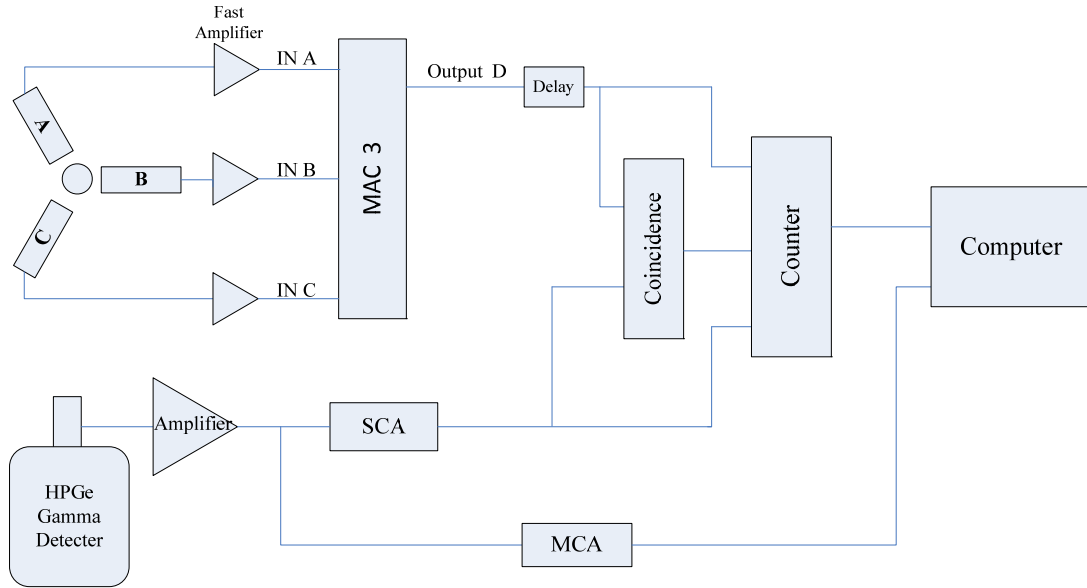 Fast
Amplifier
IN A
Output D
Delay
A
B
IN B
MAC 3
C
IN C
Coincidence
Counter
Computer
Amplifier
SCA
HPGe
Gamma
Detecter
MCA